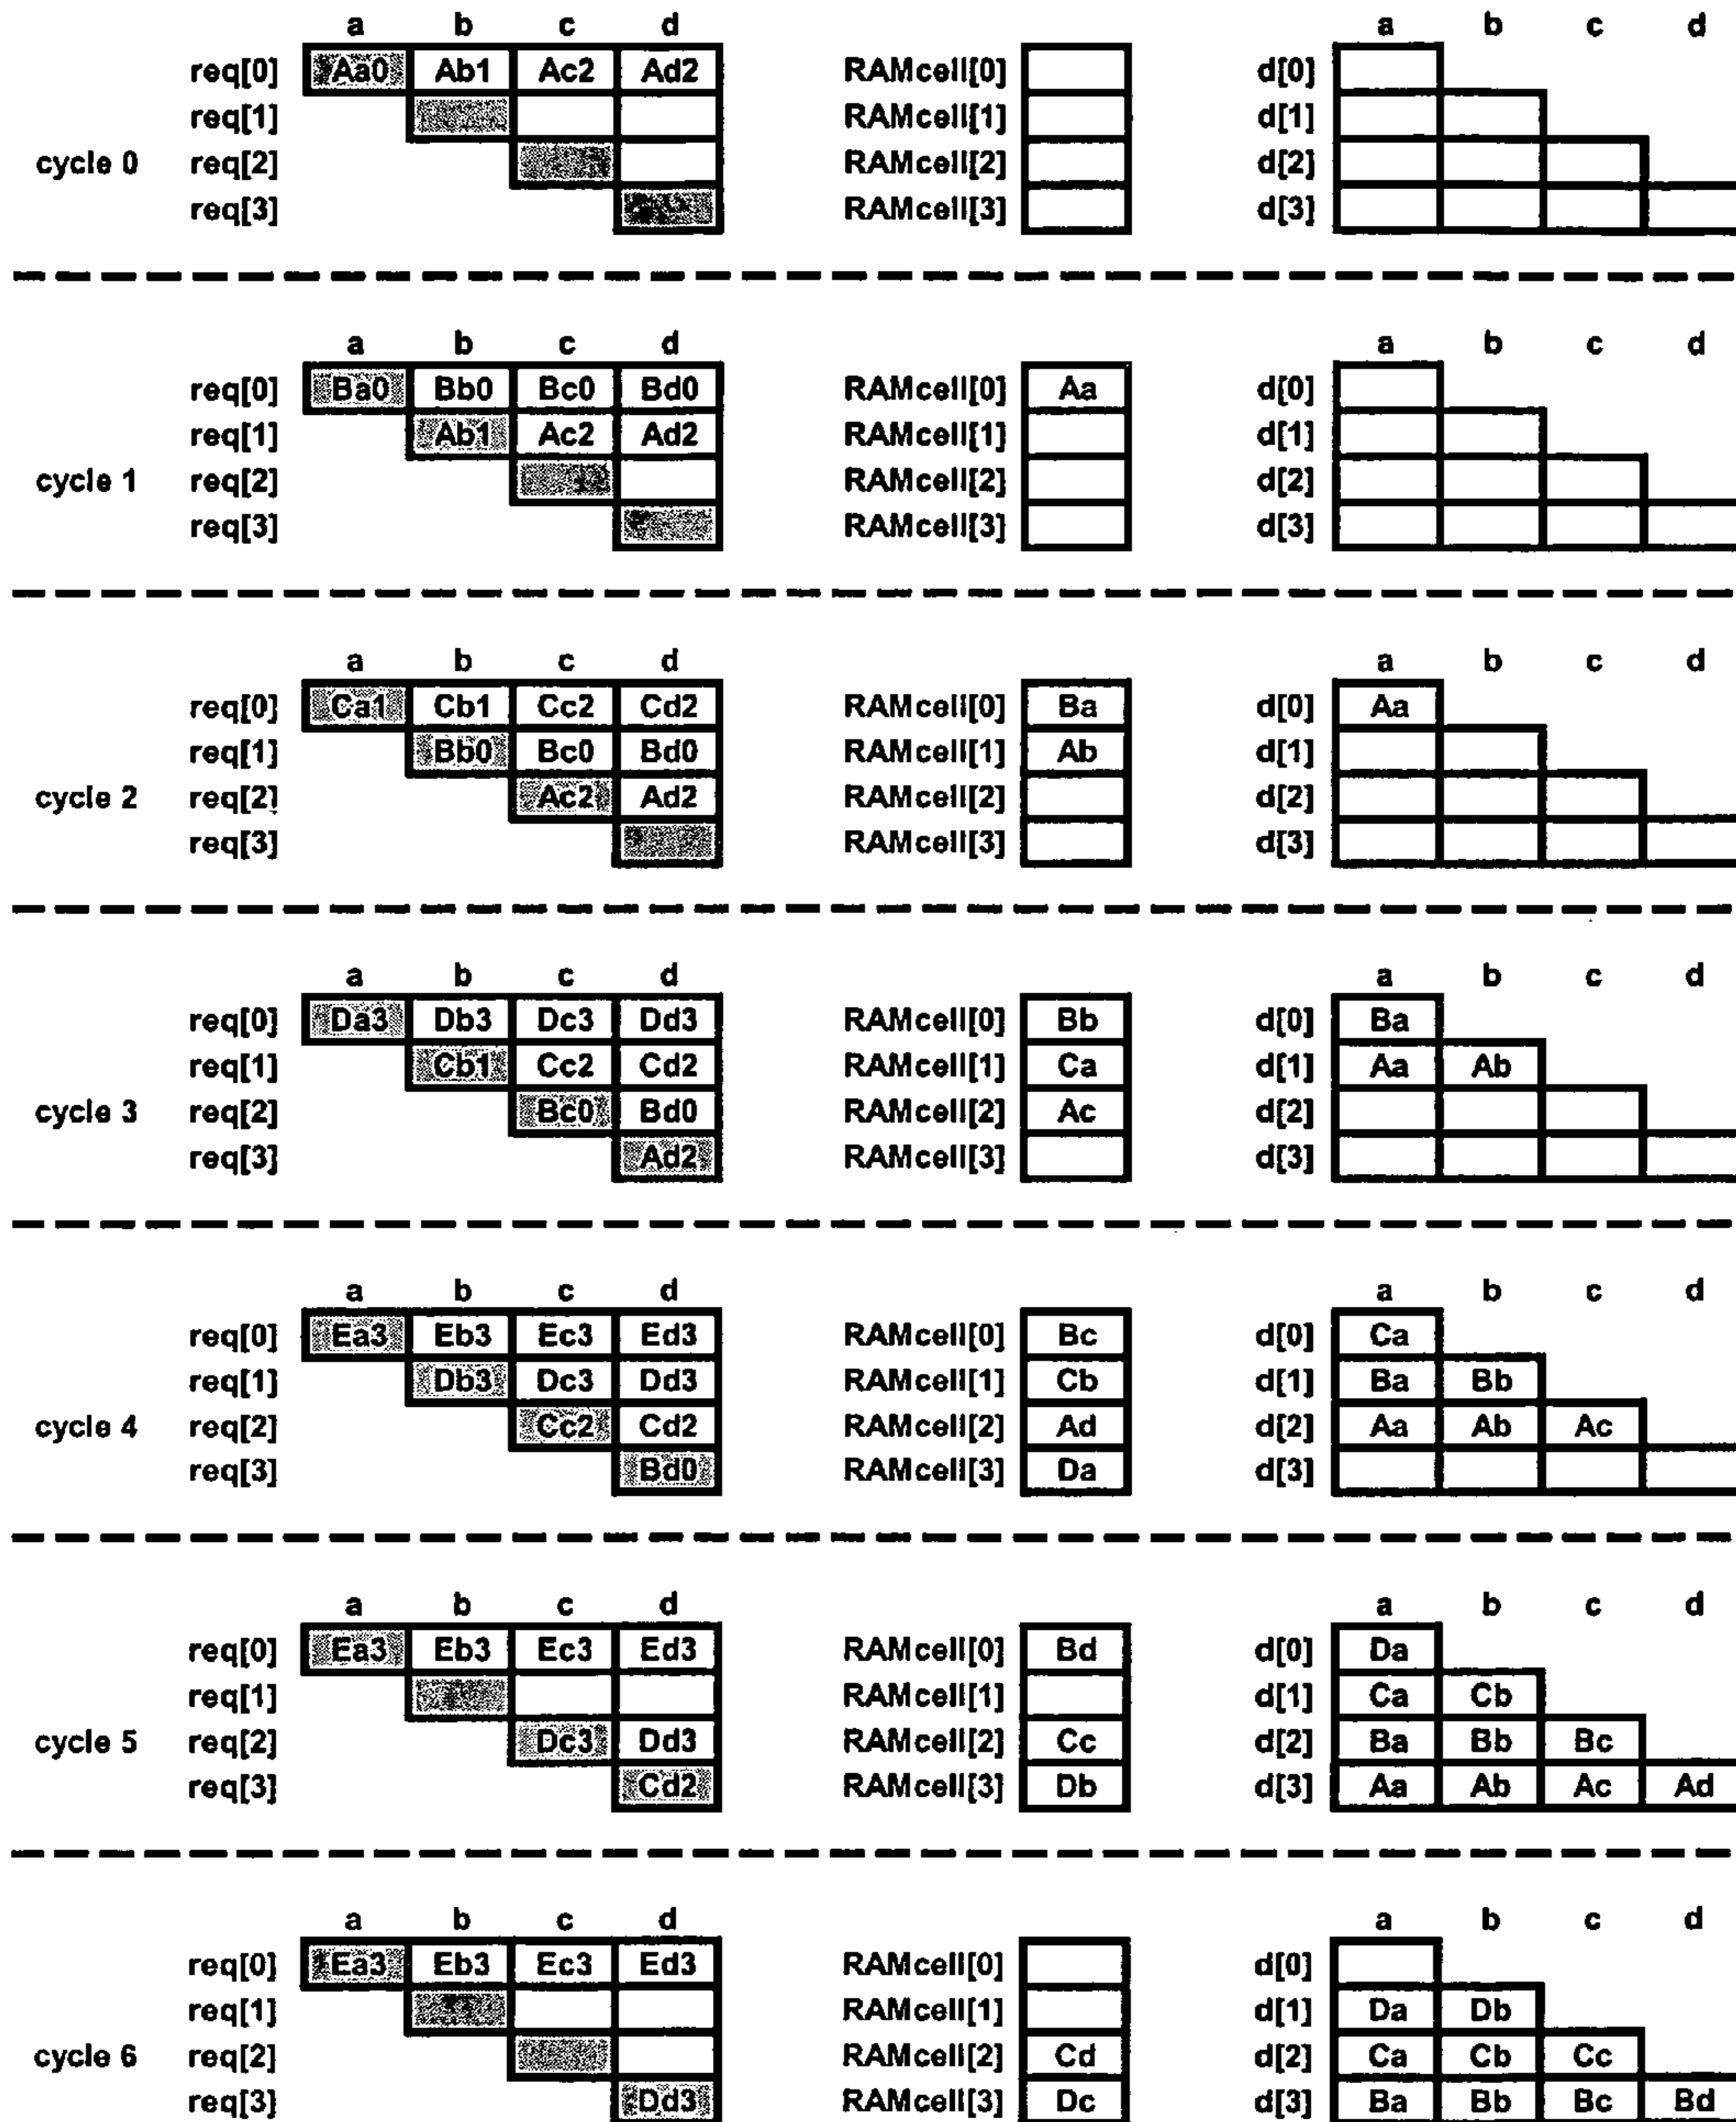 a b c d a b c d
req[0] Aa0 Ab1 Ac2 Ad2 RAMcell[0] d[0]
req[1] RAMcell[1] d[1]
cycle 0 req[2] RAMcell[2] d[2]
req[3] RAMcell[3] d[3]
a b c d a b c d
req[0] Ba0 Bb0 Bc0 Bd0 RAMcell[0] Aa d[0]
req[1] Ab1 Ac2 Ad2 RAMcell[1] d[1]
cycle 1 req[2] RAMcell[2] d[2]
req[3] RAMcell[3] d[3]
a b c d a b c d
req[0] Ca1 Cb1 Cc2 Cd2 RAMcell[0] Ba d[0] Aa
req[1] Bb0 Bc0 Bd0 RAMcell[1] Ab d[1]
cycle 2 req[2] Ac2 Ad2 RAMcell[2] d[2]
req[3] RAMcell[3] d[3]
a b c d a b c d
req[0] Da3 Db3 Dc3 Dd3 RAMcell[0] Bb d[0] Ba
req[1] Cb1 Cc2 Cd2 RAMcell[1] Ca d[1] Aa Ab
cycle 3 req[2] Bc0 Bd0 RAMcell[2] Ac d[2]
req[3] Ad2 RAMcell[3] d[3]
a b c d a b c d
req[0] Ea3 Eb3 Ec3 Ed3 RAMcell[0] Bc d[0] Ca
req[1] Db3 Dc3 Dd3 RAMcell[1] Cb d[1] Ba Bb
cycle 4 req[2] Cc2 Cd2 RAMcell[2] Ad d[2] Aa Ab Ac
req[3] Bd0 RAMcell[3] Da d[3]
a b c d a b c d
req[0] Ea3 Eb3 Ec3 Ed3 RAMcell[0] Bd d[0] Da
req[1] RAMcell[1] d[1] Ca Cb
cycle 5 req[2] Dc3 Dd3 RAMcell[2] Cc d[2] Ba Bb Bc
req[3] Cd2 RAMcell[3] Db d[3] Aa Ab Ac Ad
a b c d a b c d
req[0] Ea3 Eb3 Ec3 Ed3 RAMcell[0] d[0]
req[1] RAMcell[1] d[1] Da Db
cycle 6 req[2] RAMcell[2] Cd d[2] Ca Cb Cc
req[3] Dd3 RAMcell[3] Dc d[3] Ba Bb Bc Bd